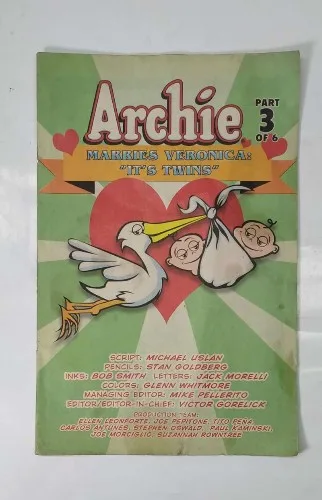 Archie
PART
3
OF 6
MARRIES VERONICA:
"IT'S TWINS"
SCRIPT: MICHAEL USLAN
PENCILS: STAN GOLDBERG
INKS: BOB SMITH LETTERS: JACK MORELLI
COLORS: GLENN WHITMORE
MANAGING EDITOR: MIKE PELLERITO
EDITOR/EDITOR-IN-CHIEF: VICTOR GORELICK
PRODUCTION TEAM:
ELLEN LEONFORTE, JOE PEPITONE, TITO PEÑA
CARLOS ANTUNES, STEPHEN OSWALD, PAUL KAMINSKI,
JOE MORCIGLIO, SUZANNAH ROWNTREE